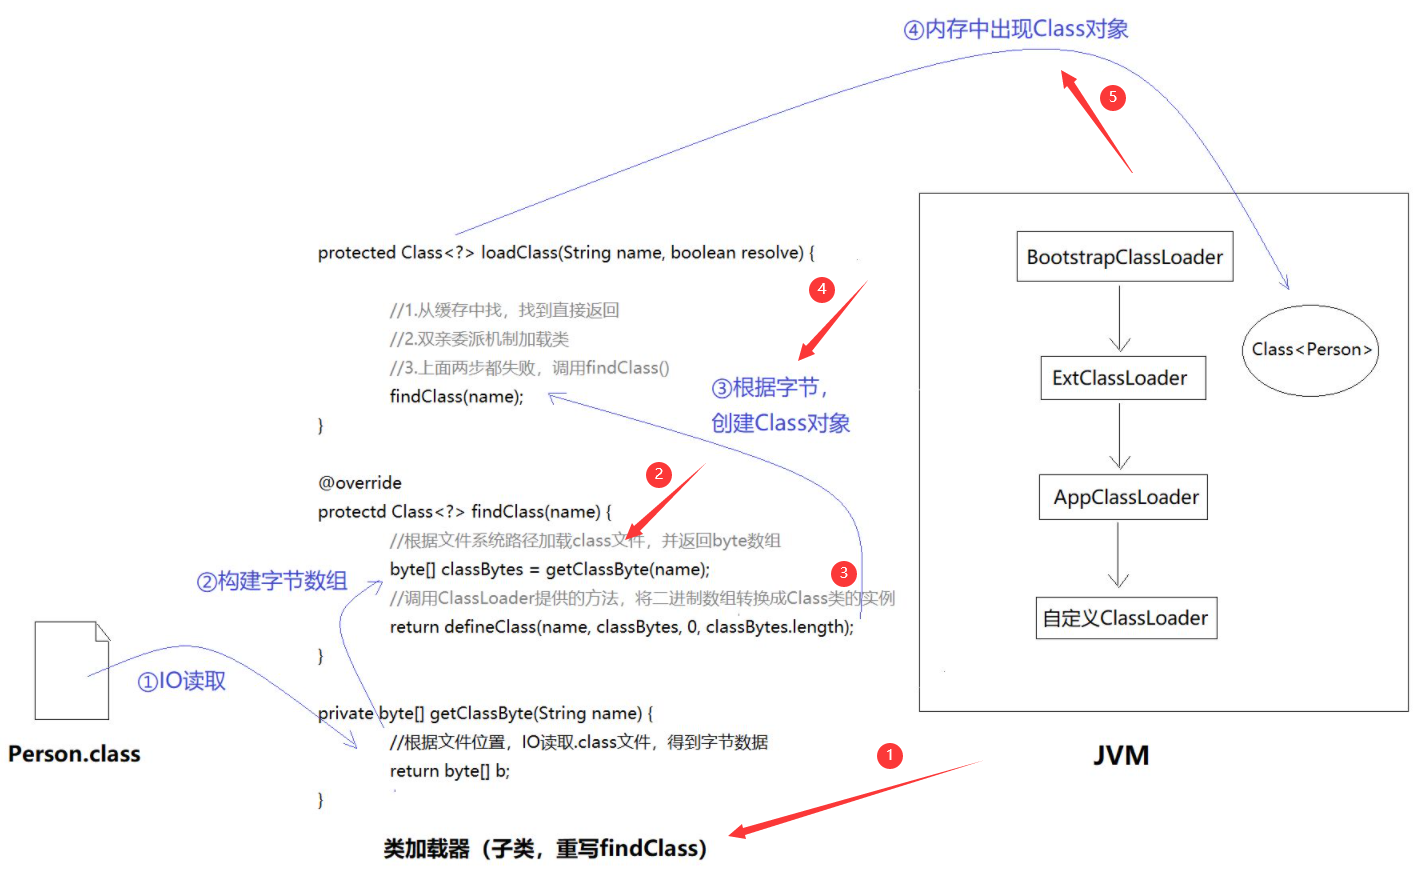 ④内存中出现Class对象
5
protected Class<?> loadClass(String name, boolean resolve) {
//1.从缓存中找，找到直接返回
//2.双亲委派机制加载类
//3.上面两步都失败，调用findClass()
findClass(name);
}
4
③根据字节，
创建Class对象
@override
protectd Class<?> findClass(name) {
2
//根据文件系统路径加载class文件，并返回byte数组
byte[] classBytes = getClassByte(name);
3
//调用ClassLoader提供的方法，将二进制数组转换成Class类的实例
return defineClass(name, classBytes, 0, classBytes.length);
}
②构建字节数组
①IO读取
Person.class
private byte[] getClassByte(String name) {
//根据文件位置，IO读取.class文件，得到字节数据
return byte[] b;
}
1
类加载器（子类，重写findClass）
BootstrapClassLoader
ExtClassLoader
AppClassLoader
自定义ClassLoader
Class<Person>
JVM